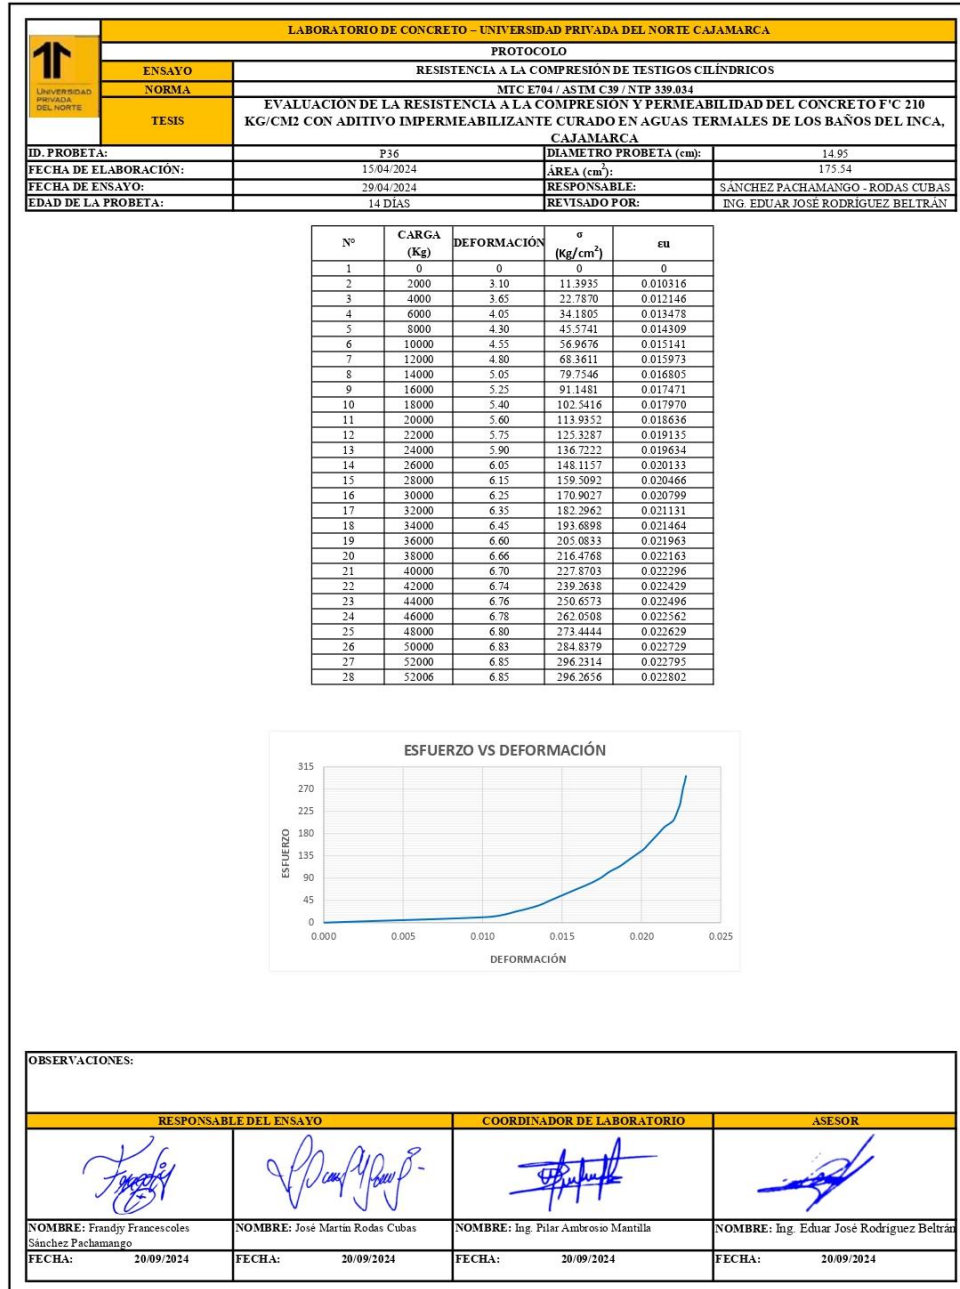 LABORATORIO DE CONCRETO – UNIVERSIDAD PRIVADA DEL NORTE CAJAMARCA
PROTOCOLO
UNIVERSIDAD
PRIVADA
DEL NORTE
ENSAYO RESISTENCIA A LA COMPRESIÓN DE TESTIGOS CILÍNDRICOS
NORMA MTC E704 / ASTM C39 / NTP 339.034
TESIS EVALUACIÓN DE LA RESISTENCIA A LA COMPRESIÓN Y PERMEABILIDAD DEL CONCRETO F'C 210
KG/CM2 CON ADITIVO IMPERMEABILIZANTE CURADO EN AGUAS TERMALES DE LOS BAÑOS DEL INCA,
CAJAMARCA
ID. PROBETA: P36 DIAMETRO PROBETA (cm): 14.95
FECHA DE ELABORACIÓN: 15/04/2024 ÁREA (cm²): 175.54
FECHA DE ENSAYO: 29/04/2024 RESPONSABLE: SÁNCHEZ PACHAMANGO - RODAS CUBAS
EDAD DE LA PROBETA: 14 DÍAS REVISADO POR: ING. EDUAR JOSÉ RODRÍGUEZ BELTRÁN
N° CARGA (Kg) DEFORMACIÓN σ (Kg/cm²) εu
1 0 0 0 0
2 2000 3.10 11.3935 0.010316
3 4000 3.65 22.7870 0.012146
4 6000 4.05 34.1805 0.013478
5 8000 4.30 45.5741 0.014309
6 10000 4.55 56.9676 0.015141
7 12000 4.80 68.3611 0.015973
8 14000 5.05 79.7546 0.016805
9 16000 5.25 91.1481 0.017471
10 18000 5.40 102.5416 0.017970
11 20000 5.60 113.9352 0.018636
12 22000 5.75 125.3287 0.019135
13 24000 5.90 136.7222 0.019634
14 26000 6.05 148.1157 0.020133
15 28000 6.15 159.5092 0.020466
16 30000 6.25 170.9027 0.020799
17 32000 6.35 182.2962 0.021131
18 34000 6.45 193.6898 0.021464
19 36000 6.60 205.0833 0.021963
20 38000 6.66 216.4768 0.022163
21 40000 6.70 227.8703 0.022296
22 42000 6.74 239.2638 0.022429
23 44000 6.76 250.6573 0.022496
24 46000 6.78 262.0508 0.022562
25 48000 6.80 273.4444 0.022629
26 50000 6.83 284.8379 0.022729
27 52000 6.85 296.2314 0.022795
28 52006 6.85 296.2656 0.022802
ESFUERZO VS DEFORMACIÓN
315
270
225
180
135
90
45
0
ESFUERZO
0.000 0.005 0.010 0.015 0.020 0.025
DEFORMACIÓN
OBSERVACIONES:
RESPONSABLE DEL ENSAYO COORDINADOR DE LABORATORIO ASESOR
NOMBRE: Frandiy Francescoles NOMBRE: José Martín Rodas Cubas NOMBRE: Ing. Pilar Ambrosio Mantilla NOMBRE: Ing. Eduar José Rodríguez Beltrán
Sánchez Pachamango
FECHA: 20/09/2024 FECHA: 20/09/2024 FECHA: 20/09/2024 FECHA: 20/09/2024